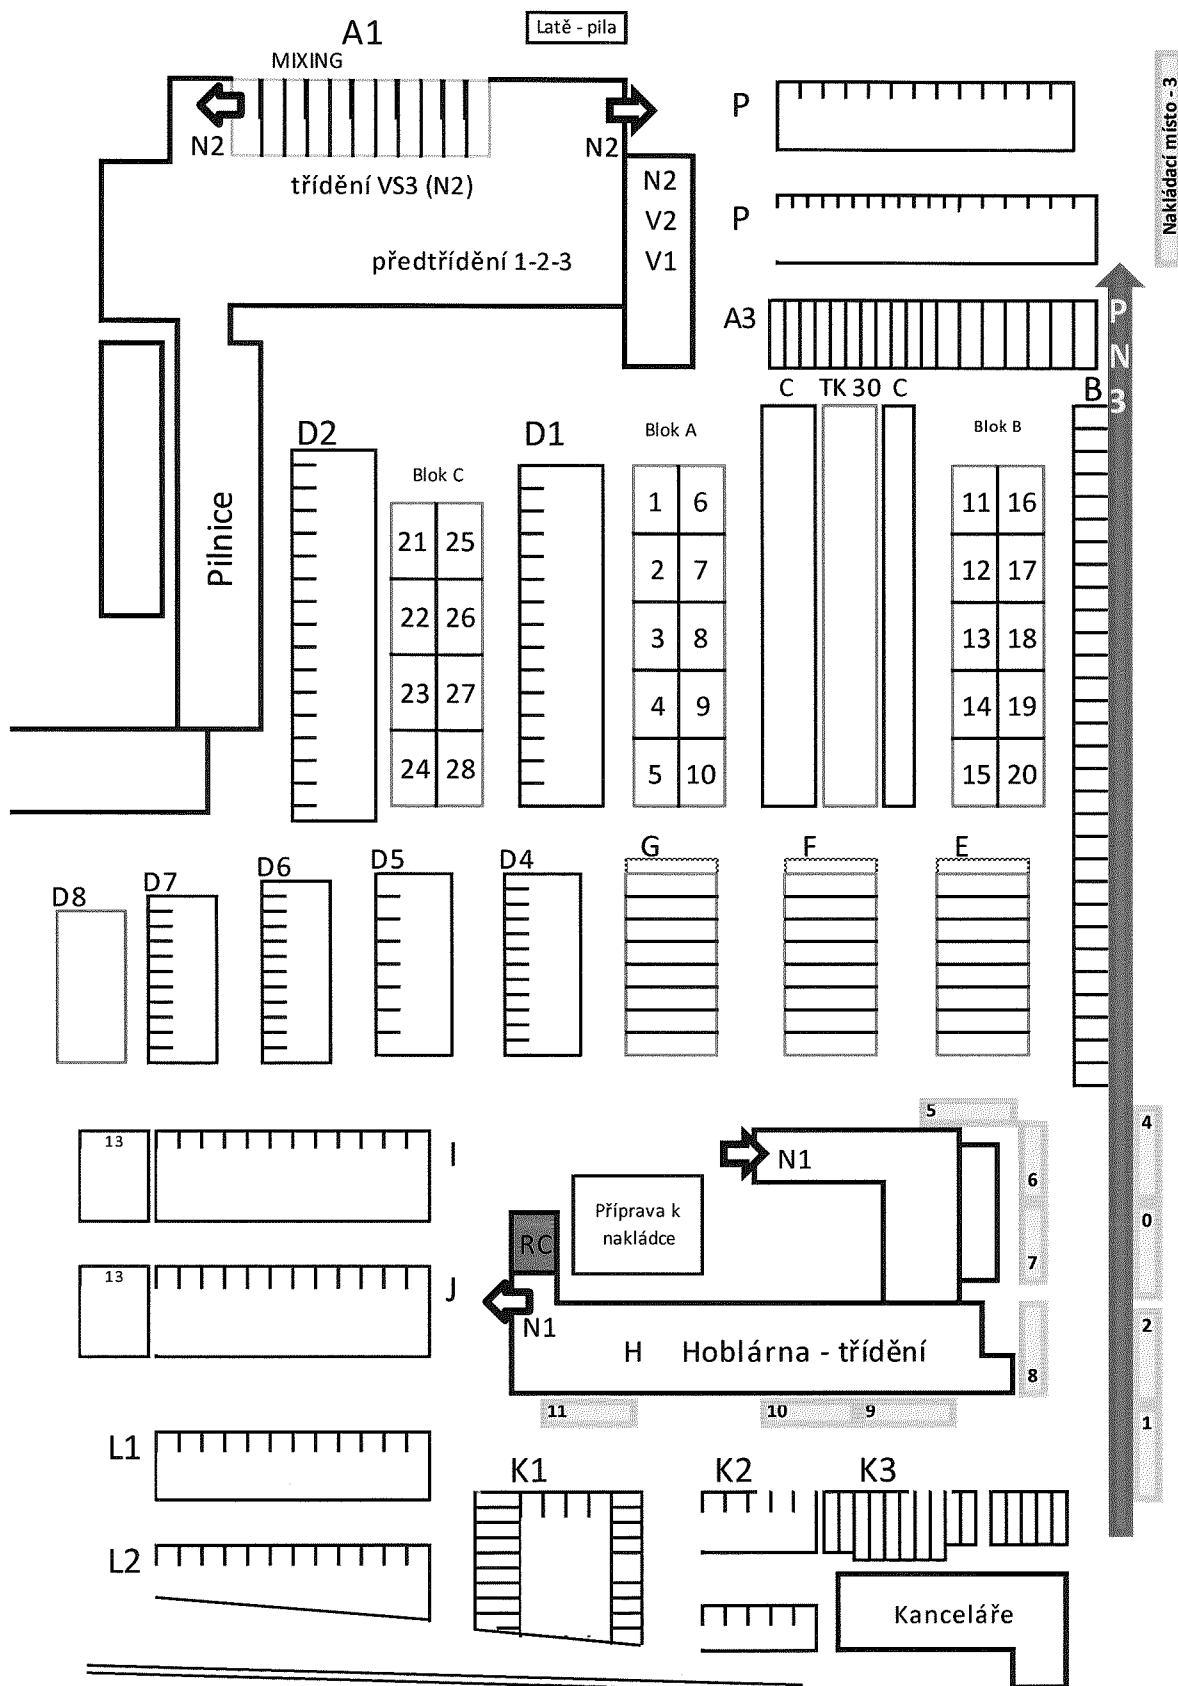 A1
Latě - pila
MIXING
N2
N2
třídění VS3 (N2)
předtřídění 1-2-3
N2
V2
V1
P
P
Nakládací místo - 3
A3
P
N
3
C
TK 30
C
B
D2
D1
Blok A
Blok B
Blok C
Pilnice
1 6
2 7
3 8
4 9
5 10
11 16
12 17
13 18
14 19
15 20
21 25
22 26
23 27
24 28
D8
D7
D6
D5
D4
G
F
E
13
I
13
J
5
4
N1
6
Příprava k
nakládce
RC
0
7
N1
H Hoblárna - třídění
2
8
11
10
9
1
L1
K1
K2
K3
L2
Kanceláře